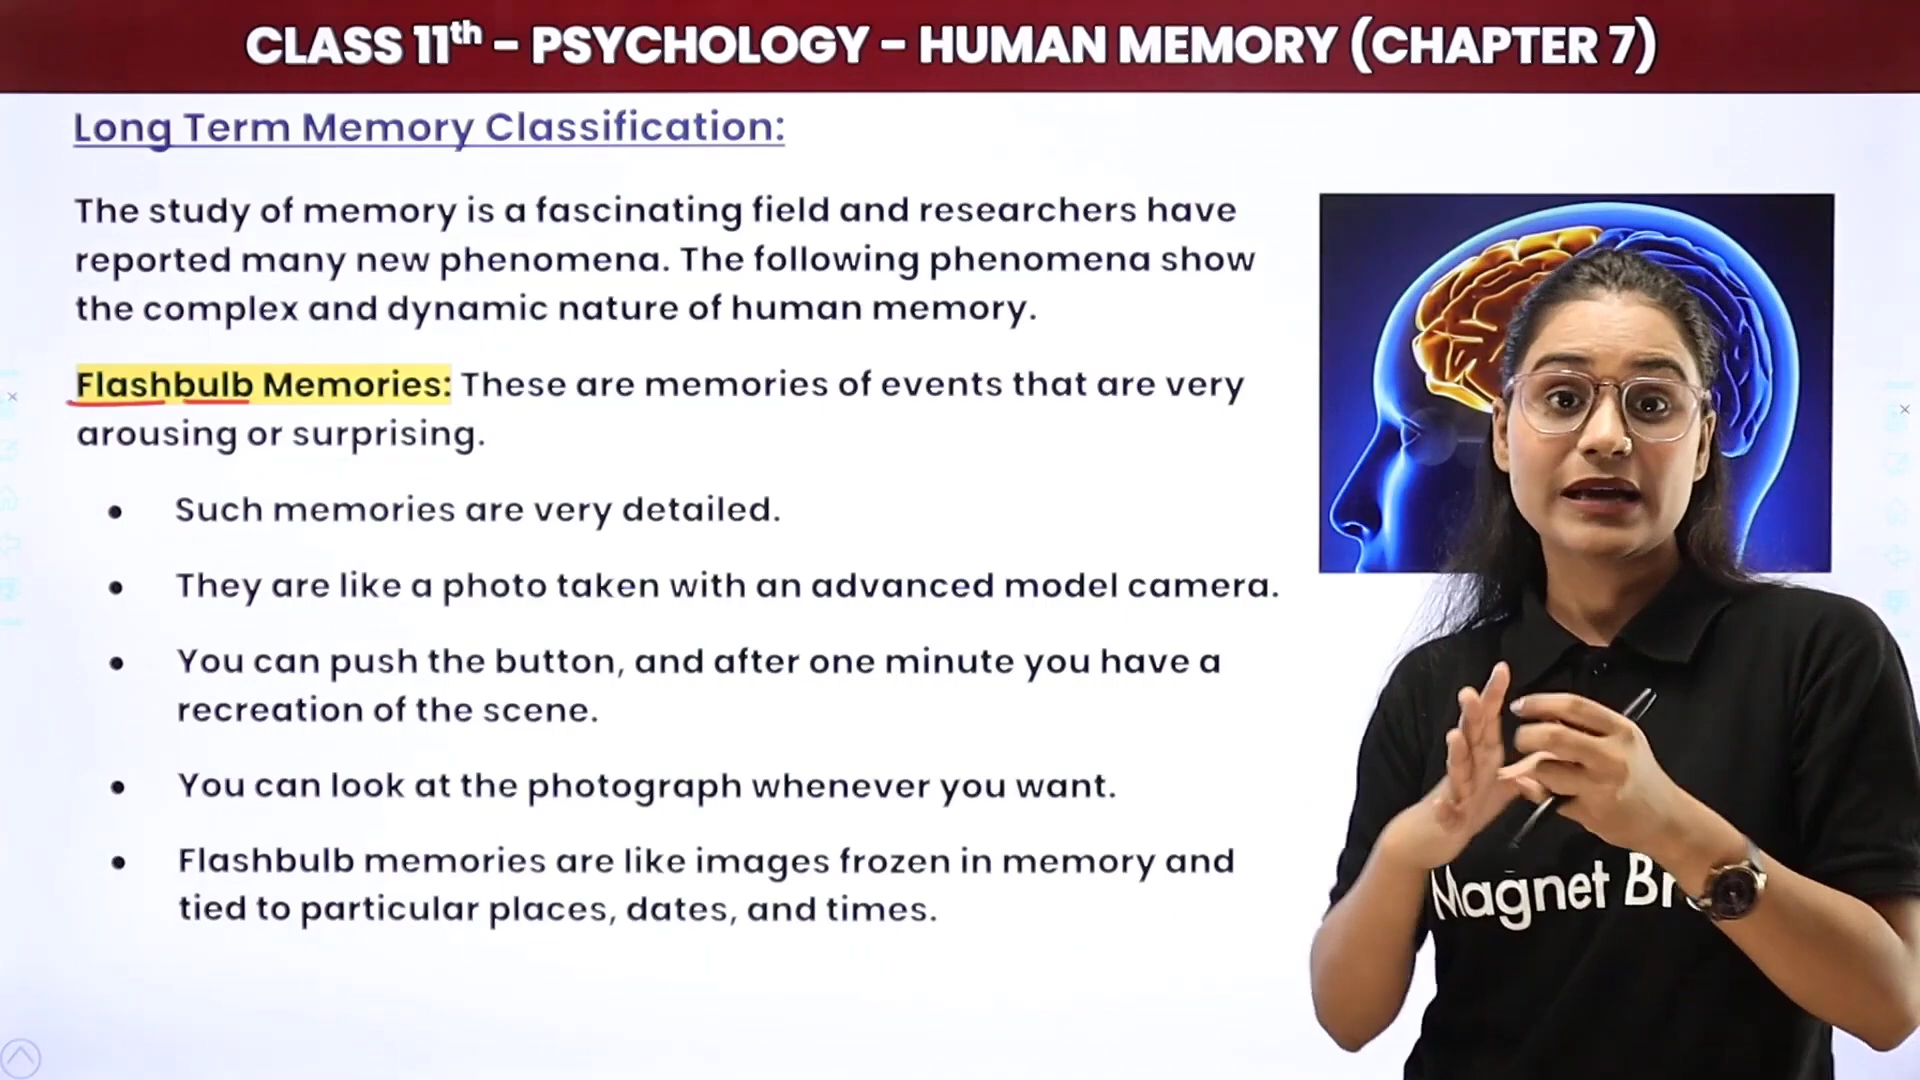 CLASS 11th – PSYCHOLOGY – HUMAN MEMORY (CHAPTER 7)
Long Term Memory Classification:
The study of memory is a fascinating field and researchers have
reported many new phenomena. The following phenomena show
the complex and dynamic nature of human memory.
Flashbulb Memories: These are memories of events that are very
arousing or surprising.
• Such memories are very detailed.
• They are like a photo taken with an advanced model camera.
• You can push the button, and after one minute you have a
recreation of the scene.
• You can look at the photograph whenever you want.
• Flashbulb memories are like images frozen in memory and
tied to particular places, dates, and times.
Magnet Br